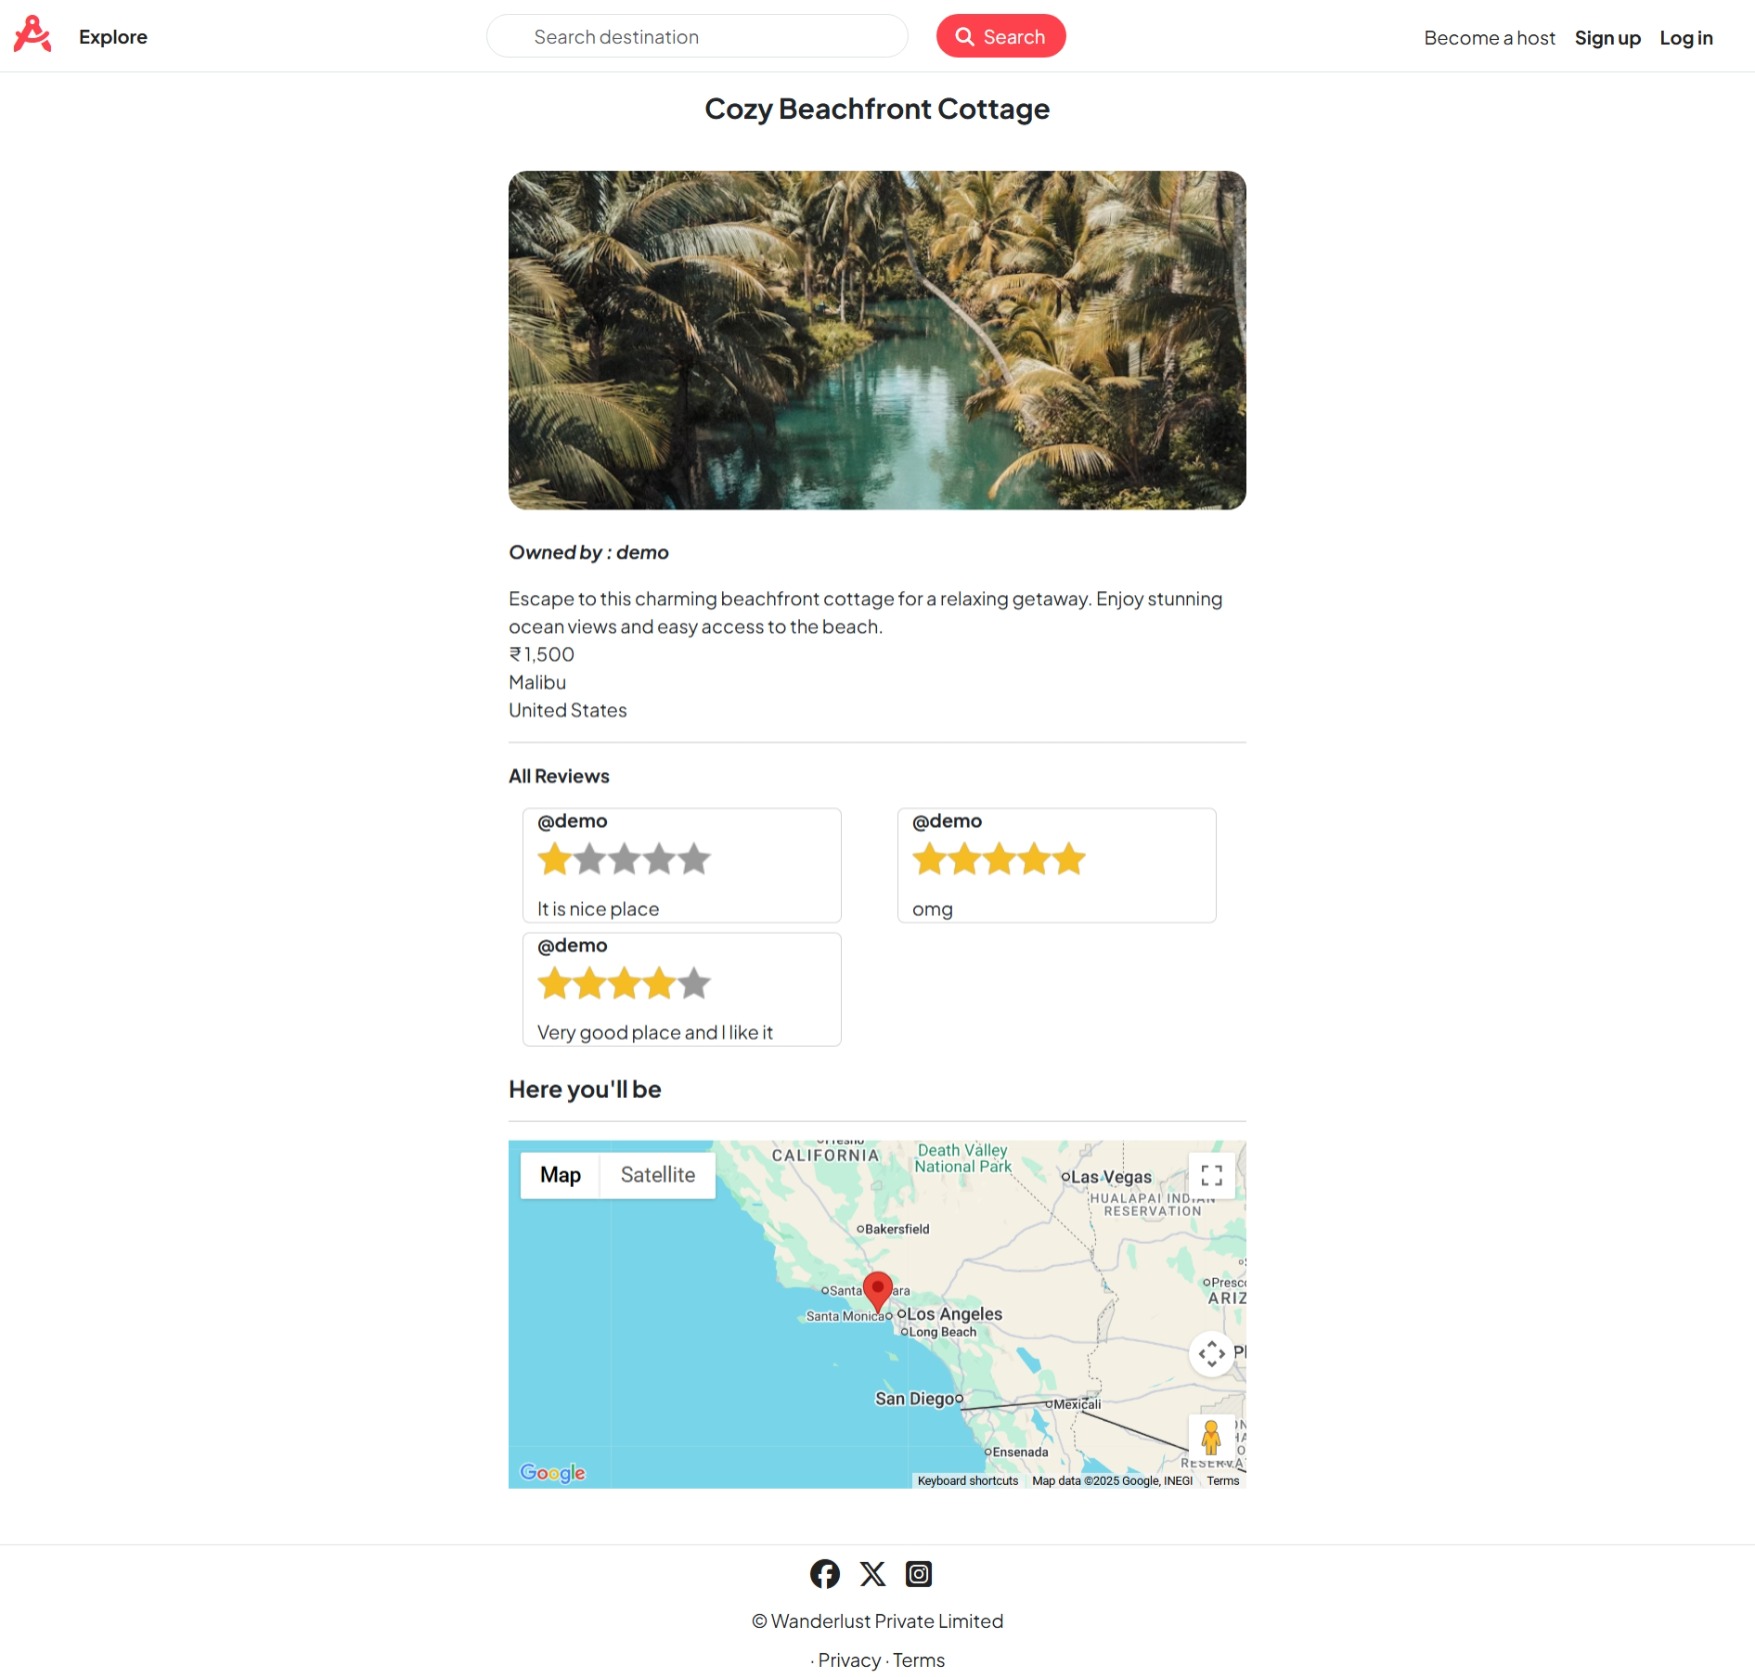 Explore
Search destination
Search
Become a host
Sign up
Log in
Cozy Beachfront Cottage
Owned by : demo
Escape to this charming beachfront cottage for a relaxing getaway. Enjoy stunning
ocean views and easy access to the beach.
₹1,500
Malibu
United States
All Reviews
@demo
It is nice place
@demo
omg
@demo
Very good place and I like it
Here you'll be
Map
Satellite
CALIFORNIA
Death Valley
National Park
Las Vegas
HUALAPAI INDIAN
RESERVATION
Bakersfield
Santa
Santa Monica
Los Angeles
Long Beach
San Diego
Mexicali
Ensenada
Google
Keyboard shortcuts
Map data ©2025 Google, INEGI
Terms
© Wanderlust Private Limited
· Privacy · Terms